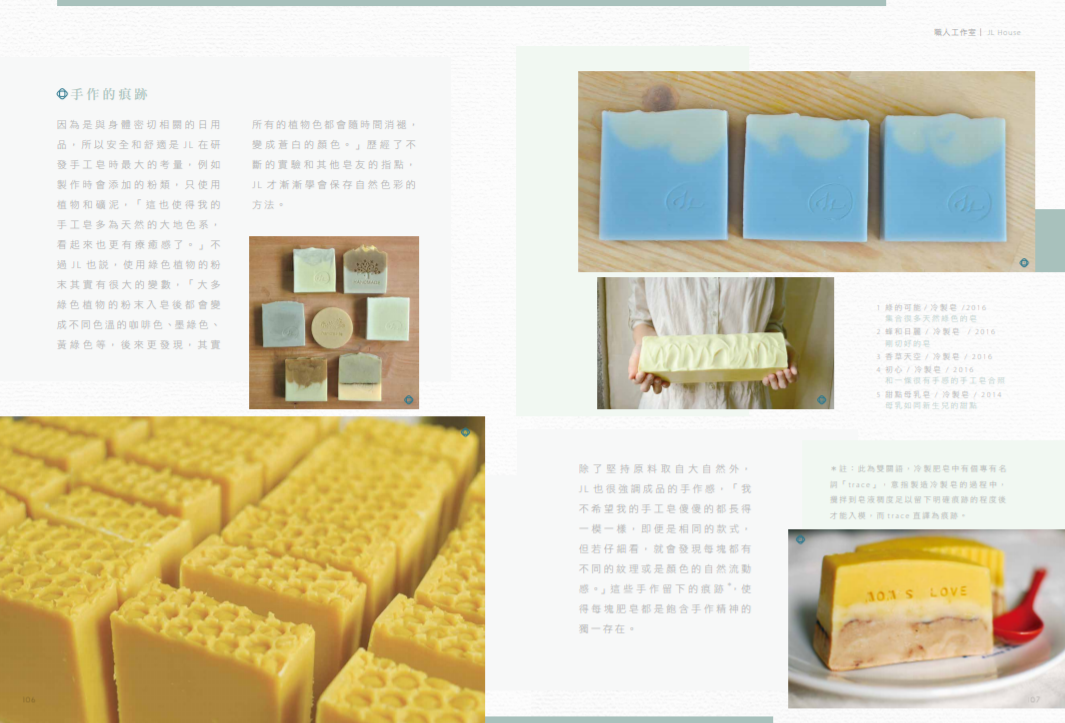 職人工作室 | JL House
手作的痕跡
因為是與身體密切相關的日用
品，所以安全和舒適是 JL 在研
發手工皂時最大的考量，例如
製作時會添加的粉類，只使用
植物和礦泥，「這也使得我的
手工皂多為天然的大地色系，
看起來也更有療癒感了。」不
過 JL 也說，使用綠色植物的粉
末其實有很大的變數，「大多
綠色植物的粉末入皂後都會變
成不同色溫的咖啡色、墨綠色、
黃綠色等，後來更發現，其實
所有的植物色都會隨時間消褪，
變成蒼白的顏色。」歷經了不
斷的實驗和其他皂友的指點，
JL 才漸漸學會保存自然色彩的
方法。
1 綠的可能 / 冷製皂 /2016
集合很多天然綠色的皂
2 緩和日麗 / 冷製皂 / 2016
剛切好的皂
3 香草天空 / 冷製皂 / 2016
4 初心 / 冷製皂 / 2016
和一個很有手感的手工皂合照
5 甜點母乳皂 / 冷製皂 / 2014
母乳如同新生兒的甜點
除了堅持原料取自大自然外，
JL 也很強調成品的手作感，「我
不希望我的手工皂傻傻的都長得
一模一樣，即便是相同的款式，
但若仔細看，就會發現每塊都有
不同的紋理或是顏色的自然流動
感。」這些手作留下的痕跡*，使
得每塊肥皂都是飽含手作精神的
獨一存在。
＊註：此為雙關語，冷製肥皂中有個專有名
詞「trace」，意指製造冷製皂的過程中，
攪拌到皂液稠度足以留下明確痕跡的程度後
才能入模，而 trace 直譯為痕跡。
JL
JL
JL
AOA'S LOVE
106
07